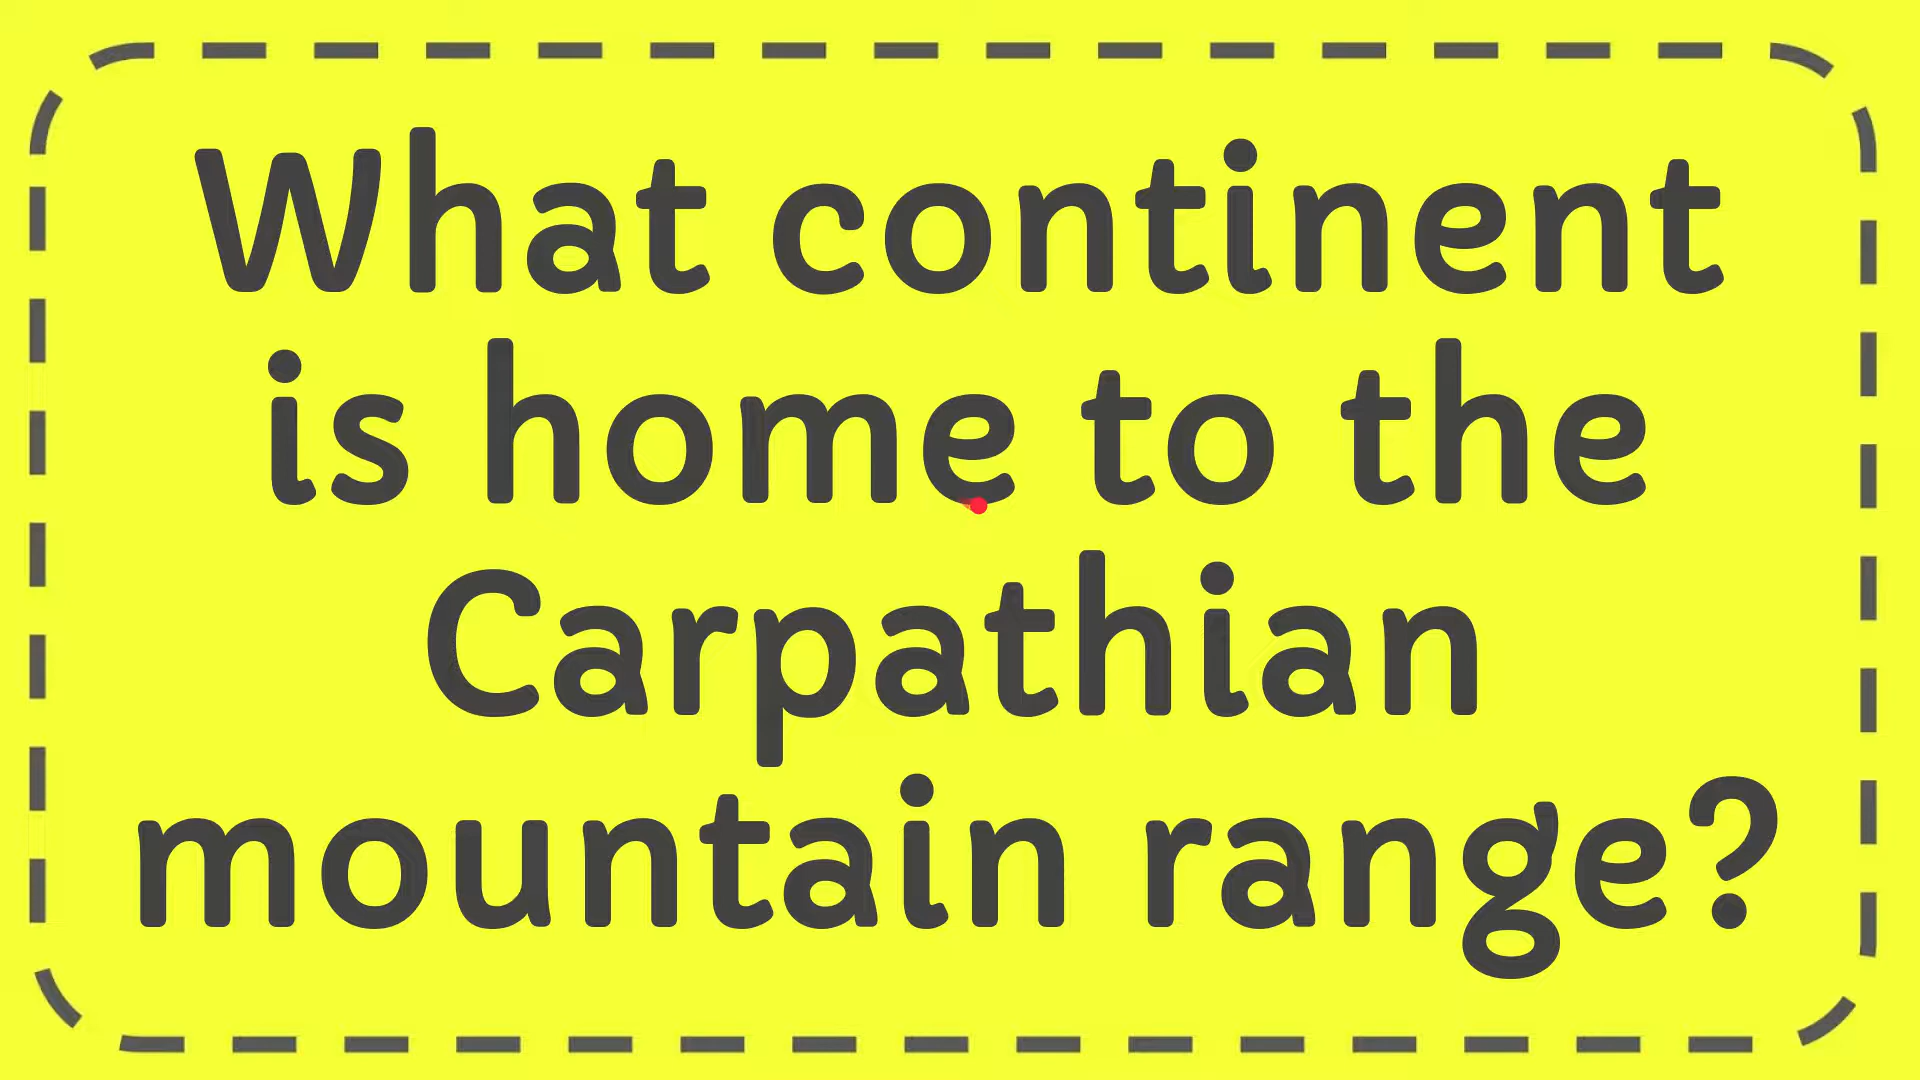 What continent
is home to the
Carpathian
mountain range?